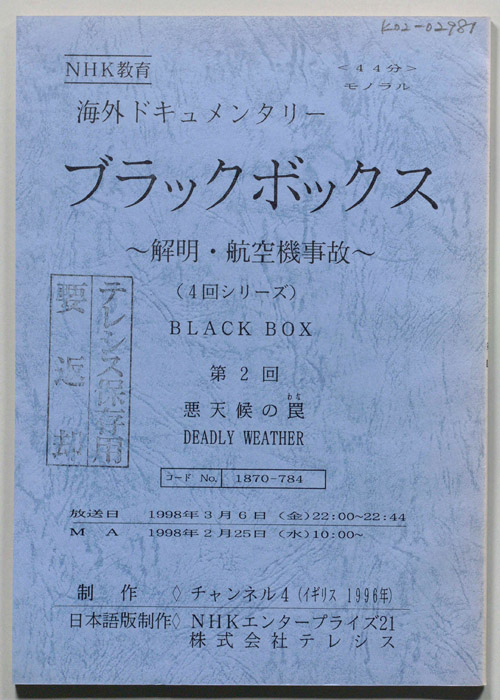 K02-02987
NHK教育
<44分>
モノラル
海外ドキュメンタリー
ブラックボックス
～解明・航空機事故～
(4回シリーズ)
BLACK BOX
第2回
わな
悪天候の罠
DEADLY WEATHER
コード No. 1870-784
放送日 1998年3月6日(金)22:00~22:44
MA 1998年2月25日(水)10:00~
制作◇チャンネル4(イギリス 1996年)
日本語版制作◇NHKエンタープライズ21
株式会社テレシス
テレシス保存用
要返却